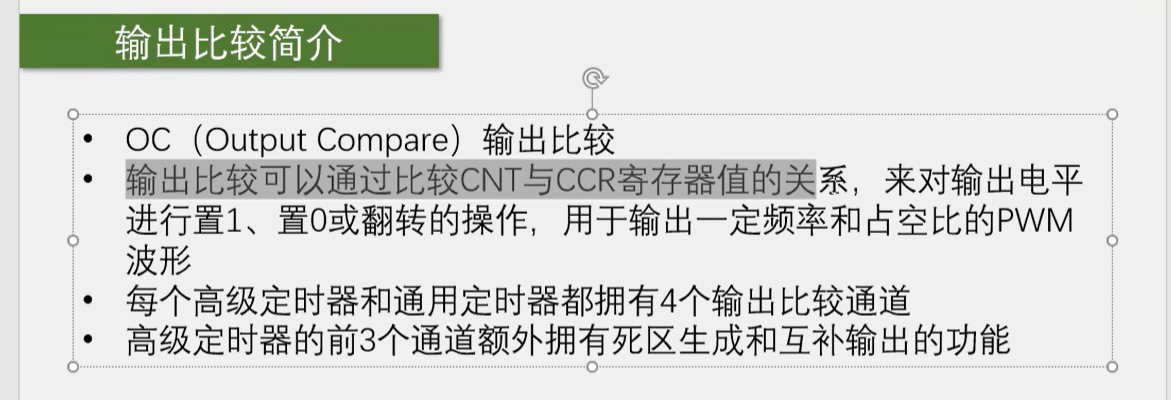 输出比较简介
• OC（Output Compare）输出比较
• 输出比较可以通过比较CNT与CCR寄存器值的关系，来对输出电平
进行置1、置0或翻转的操作，用于输出一定频率和占空比的PWM
波形
• 每个高级定时器和通用定时器都拥有4个输出比较通道
• 高级定时器的前3个通道额外拥有死区生成和互补输出的功能